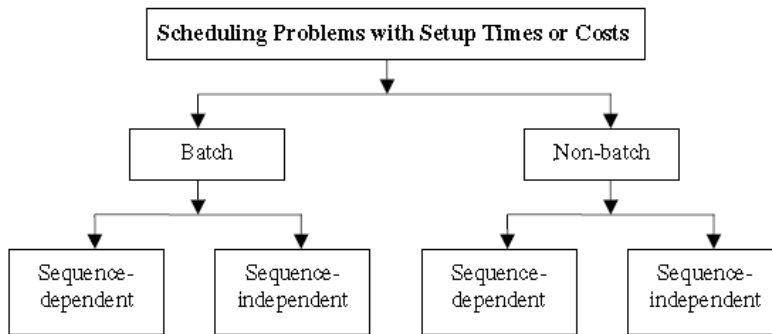 Scheduling Problems with Setup Times or Costs
Batch
Non-batch
Sequence-
dependent
Sequence-
independent
Sequence-
dependent
Sequence-
independent